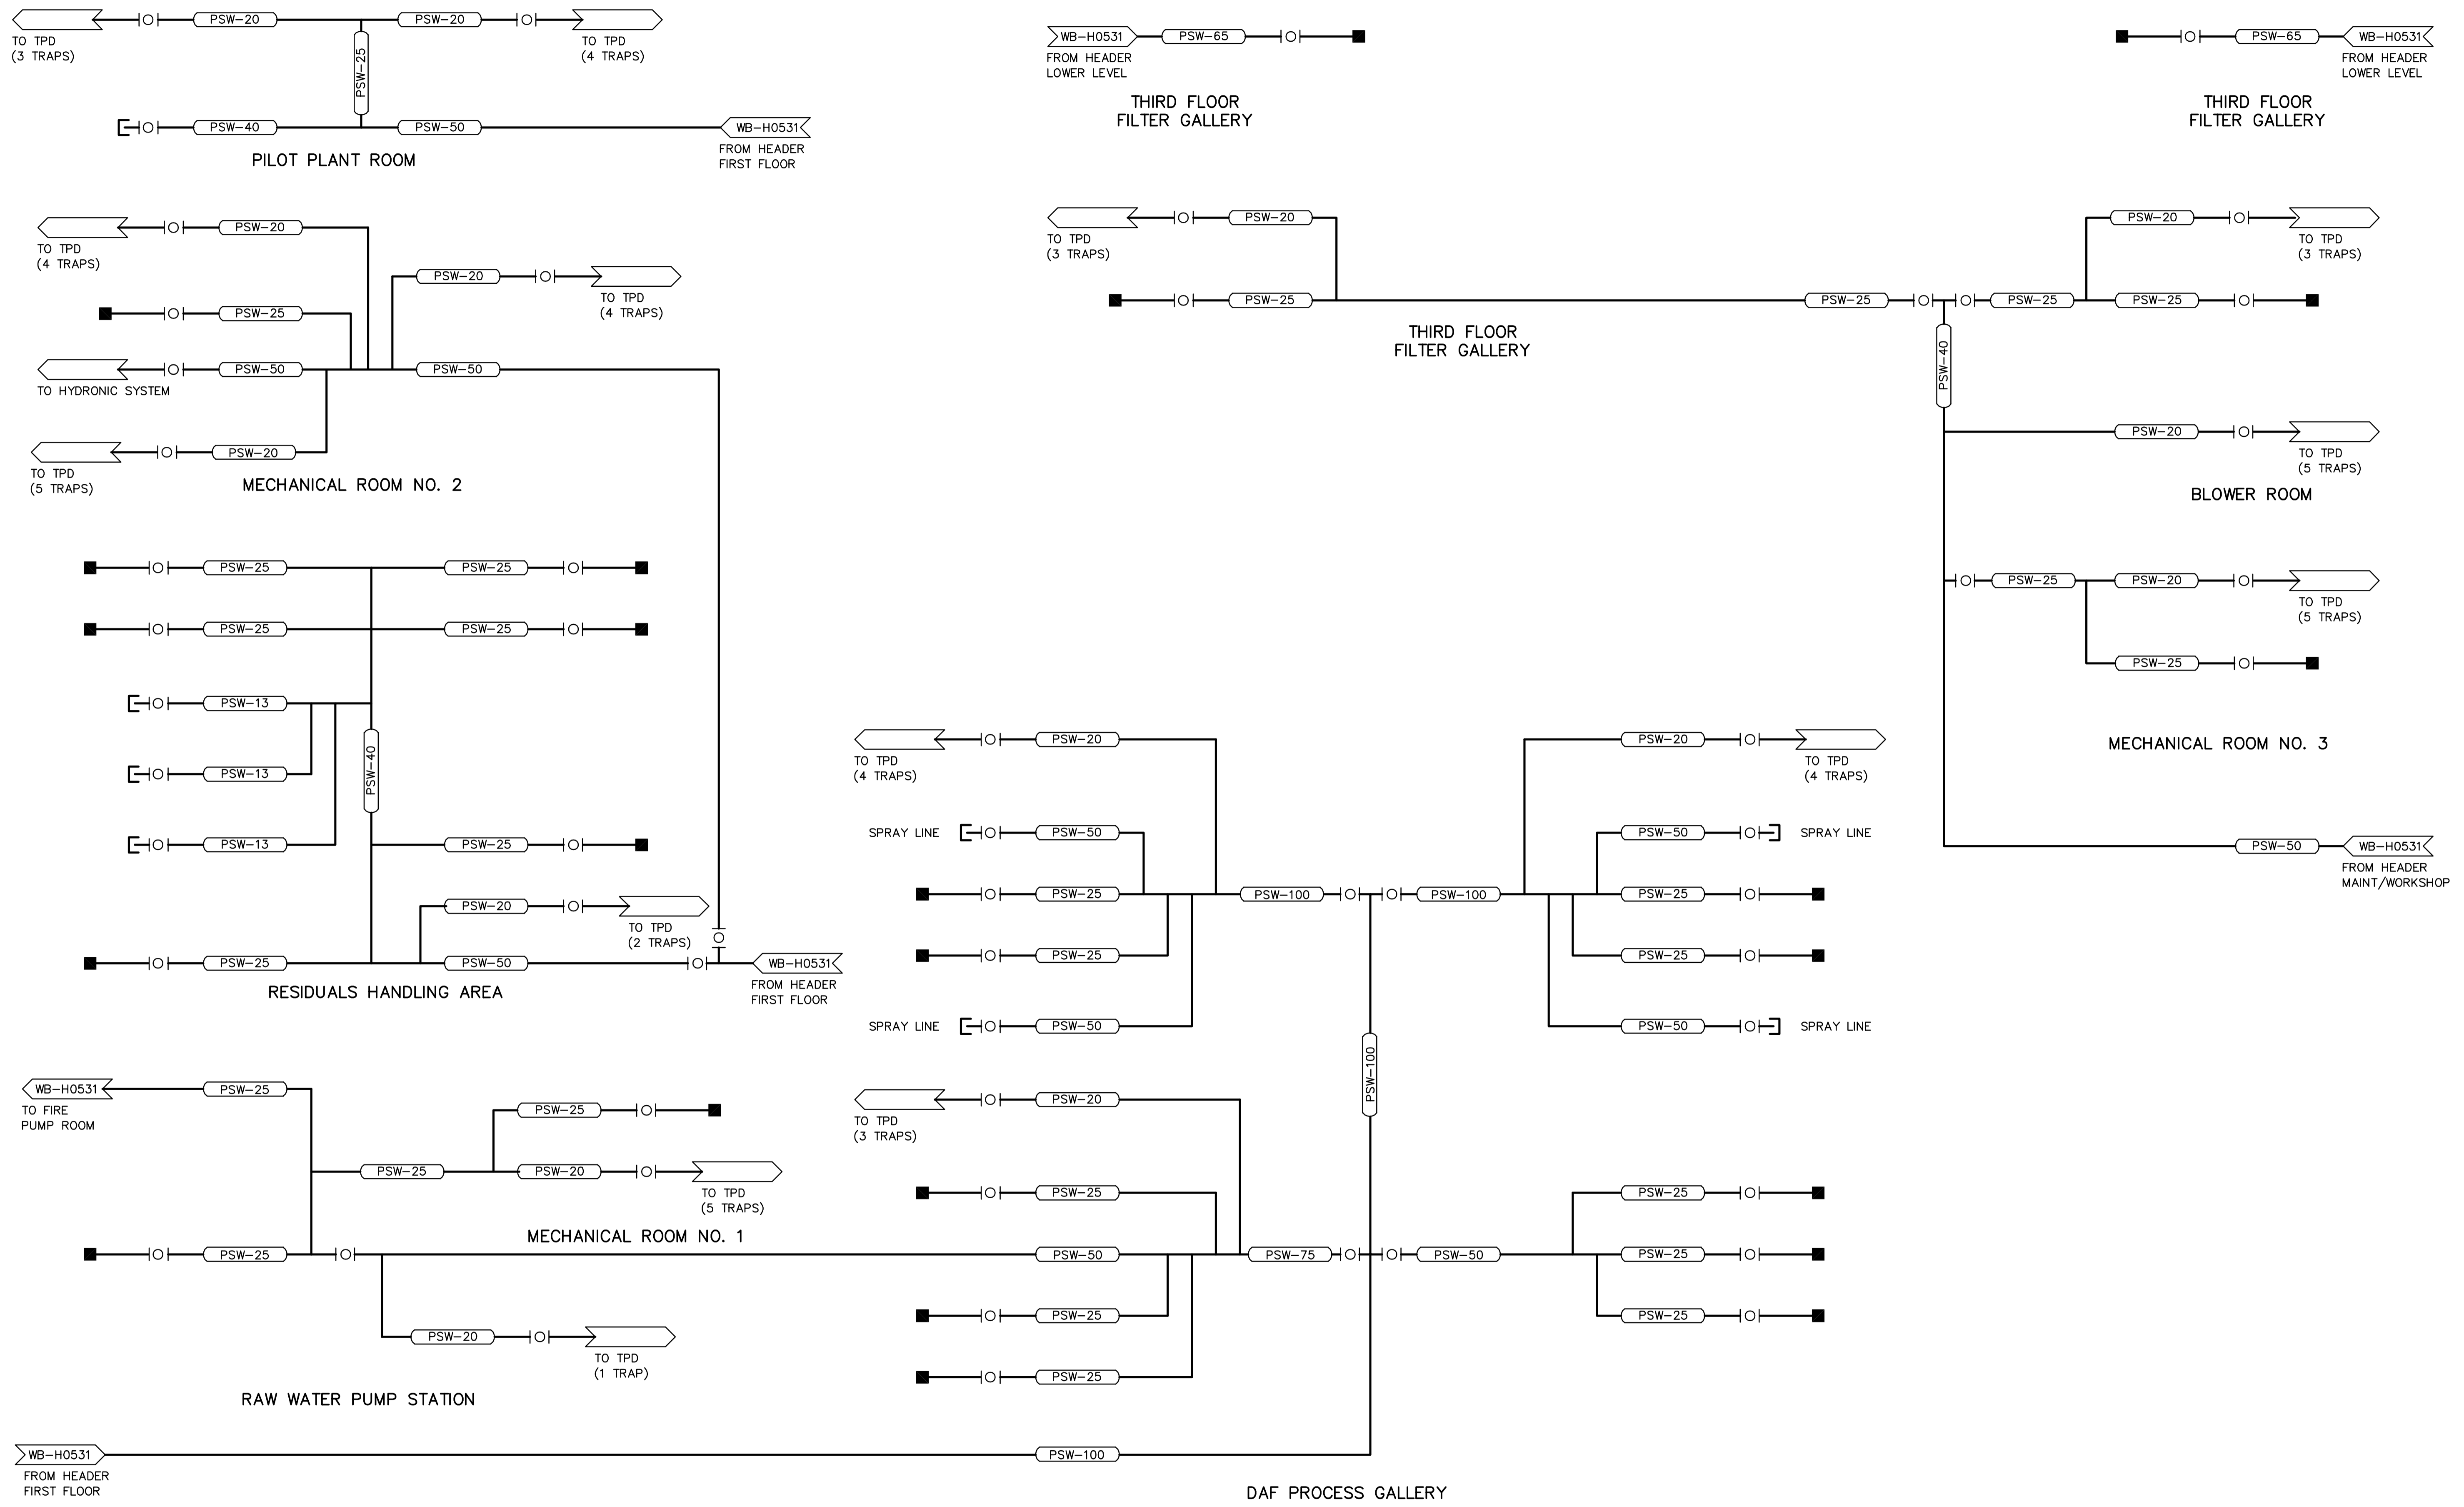 PSW-20
PSW-20
TO TPD
(3 TRAPS)
TO TPD
(4 TRAPS)
PSW-25
PSW-40
PSW-50
WB-H0531
FROM HEADER
FIRST FLOOR
PILOT PLANT ROOM
WB-H0531
PSW-65
FROM HEADER
LOWER LEVEL
THIRD FLOOR
FILTER GALLERY
PSW-65
WB-H0531
FROM HEADER
LOWER LEVEL
THIRD FLOOR
FILTER GALLERY
PSW-20
TO TPD
(4 TRAPS)
PSW-20
TO TPD
(4 TRAPS)
PSW-25
PSW-50
PSW-50
TO HYDRONIC SYSTEM
PSW-20
TO TPD
(5 TRAPS)
MECHANICAL ROOM NO. 2
PSW-20
TO TPD
(3 TRAPS)
PSW-25
PSW-25
THIRD FLOOR
FILTER GALLERY
PSW-20
TO TPD
(3 TRAPS)
PSW-25
PSW-25
PSW-40
PSW-20
TO TPD
(5 TRAPS)
BLOWER ROOM
PSW-25
PSW-20
TO TPD
(5 TRAPS)
PSW-25
MECHANICAL ROOM NO. 3
PSW-50
WB-H0531
FROM HEADER
MAINT/WORKSHOP
PSW-25
PSW-25
PSW-25
PSW-25
PSW-13
PSW-13
PSW-40
PSW-13
PSW-25
PSW-20
TO TPD
(2 TRAPS)
PSW-25
PSW-50
WB-H0531
FROM HEADER
FIRST FLOOR
RESIDUALS HANDLING AREA
PSW-20
TO TPD
(4 TRAPS)
PSW-20
TO TPD
(4 TRAPS)
SPRAY LINE
PSW-50
PSW-50
SPRAY LINE
PSW-25
PSW-100
PSW-100
PSW-25
PSW-25
PSW-25
SPRAY LINE
PSW-50
PSW-50
SPRAY LINE
PSW-100
WB-H0531
PSW-25
TO FIRE
PUMP ROOM
PSW-25
PSW-25
PSW-20
TO TPD
(5 TRAPS)
MECHANICAL ROOM NO. 1
PSW-20
TO TPD
(3 TRAPS)
PSW-25
PSW-25
PSW-25
PSW-50
PSW-75
PSW-50
PSW-25
PSW-25
PSW-25
PSW-20
TO TPD
(1 TRAP)
PSW-25
RAW WATER PUMP STATION
WB-H0531
PSW-100
FROM HEADER
FIRST FLOOR
DAF PROCESS GALLERY